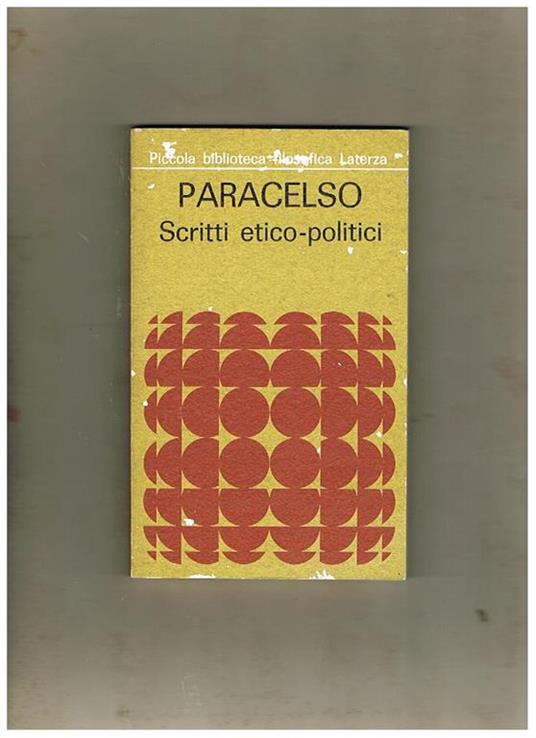 Piccola biblioteca filosofica Laterza
PARACELSO
Scritti etico-politici